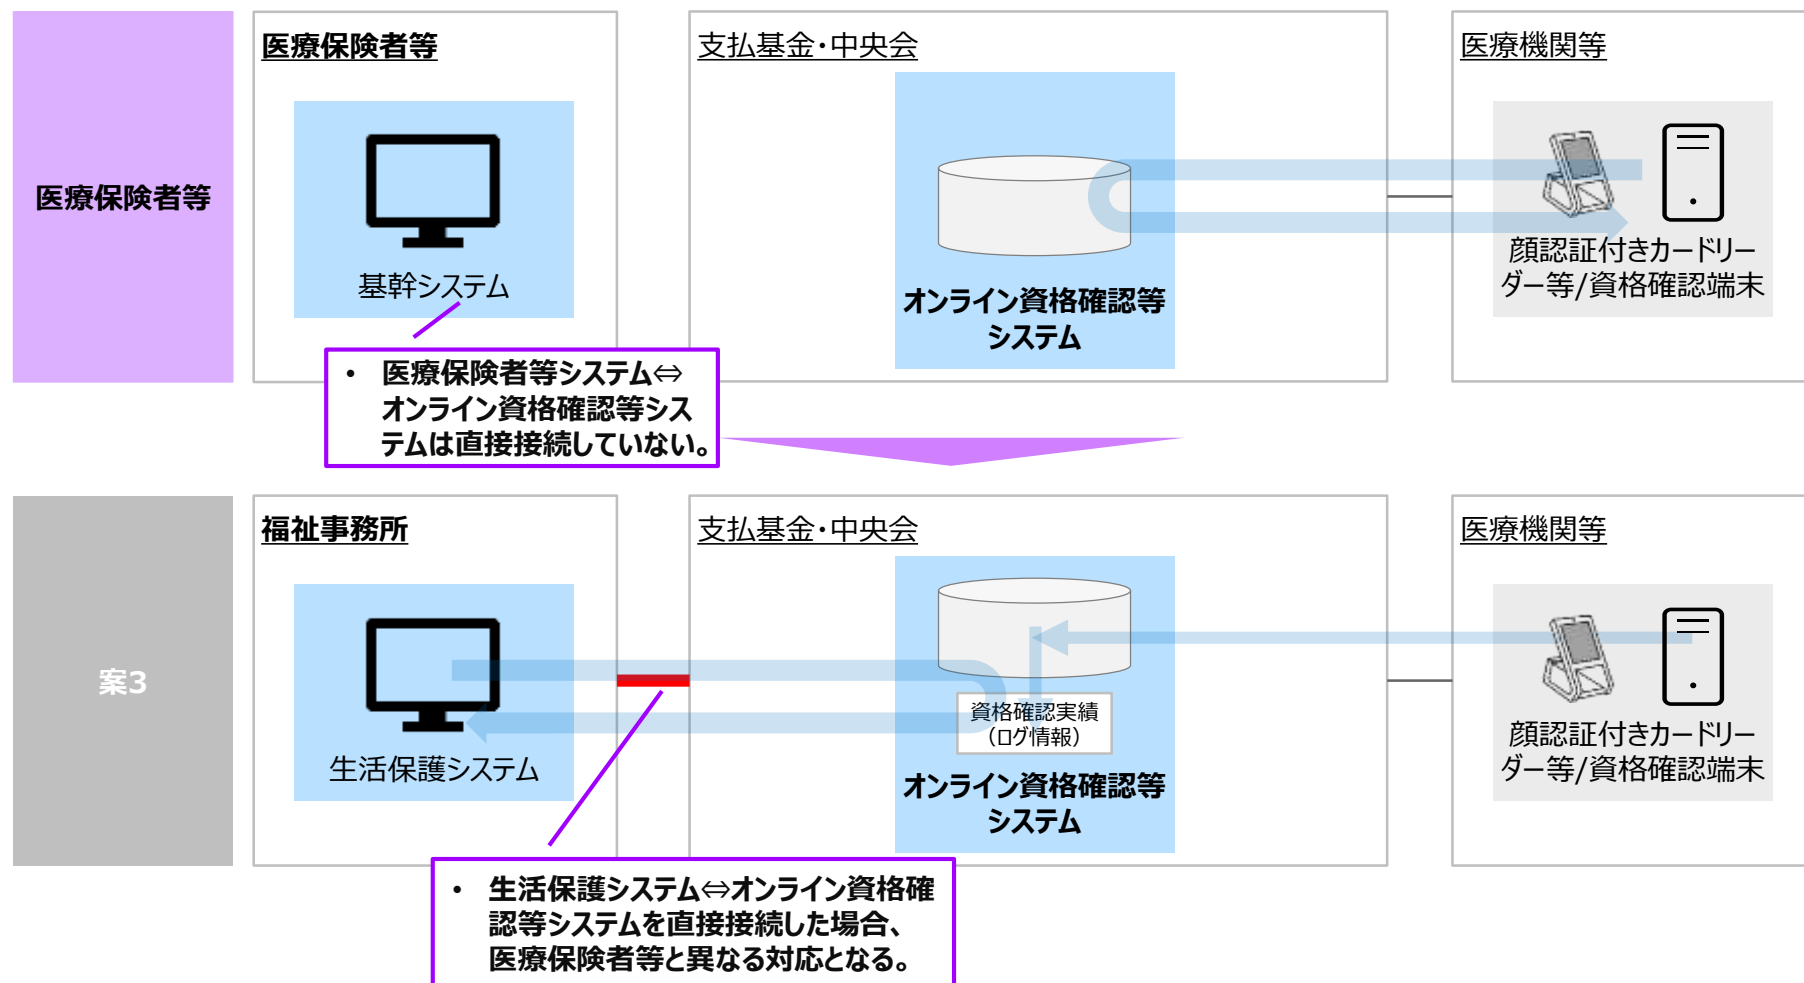 医療保険者等
医療保険者等
基幹システム
支払基金・中央会
オンライン資格確認等
システム
医療機関等
顔認証付きカードリー
ダー等/資格確認端末
• 医療保険者等システム⇔
オンライン資格確認等シス
テムは直接接続していない。
案3
福祉事務所
生活保護システム
支払基金・中央会
資格確認実績
（ログ情報）
オンライン資格確認等
システム
医療機関等
顔認証付きカードリー
ダー等/資格確認端末
• 生活保護システム⇔オンライン資格確
認等システムを直接接続した場合、
医療保険者等と異なる対応となる。